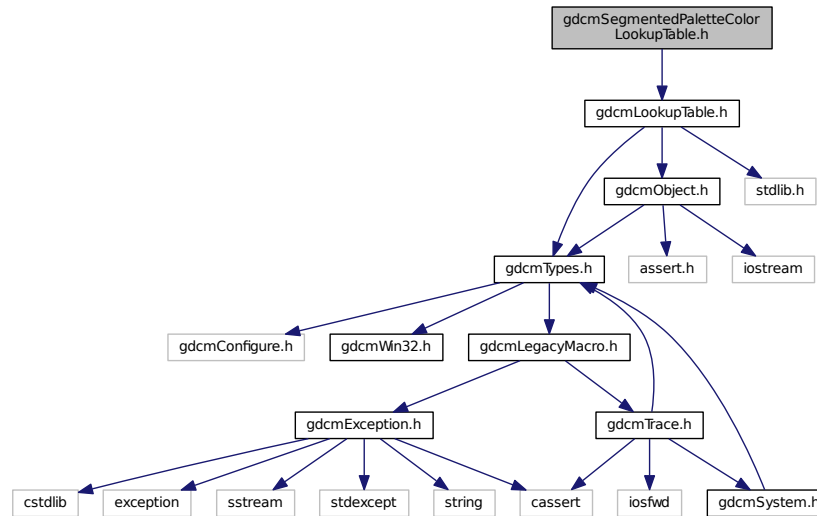 gdcmSegmentedPaletteColor
LookupTable.h
gdcmLookupTable.h
gdcmObject.h
stdlib.h
gdcmTypes.h
assert.h
iostream
gdcmConfigure.h
gdcmWin32.h
gdcmLegacyMacro.h
gdcmException.h
gdcmTrace.h
cstdlib
exception
sstream
stdexcept
string
cassert
iosfwd
gdcmSystem.h